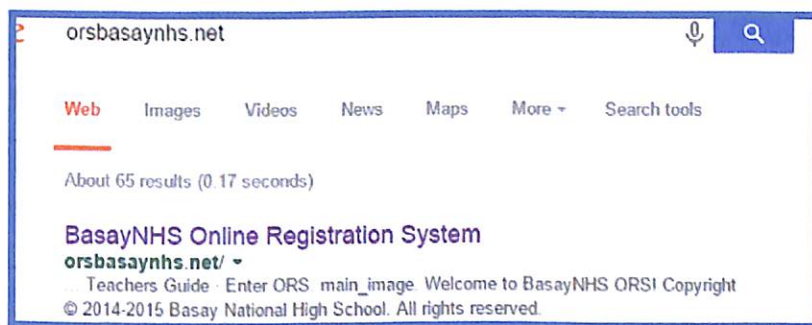 orsbasaynhs.net
Web Images Videos News Maps More Search tools
About 65 results (0.17 seconds)
BasayNHS Online Registration System
orsbasaynhs.net/
... Teachers Guide · Enter ORS. main_image. Welcome to BasayNHS ORS! Copyright
© 2014-2015 Basay National High School. All rights reserved.